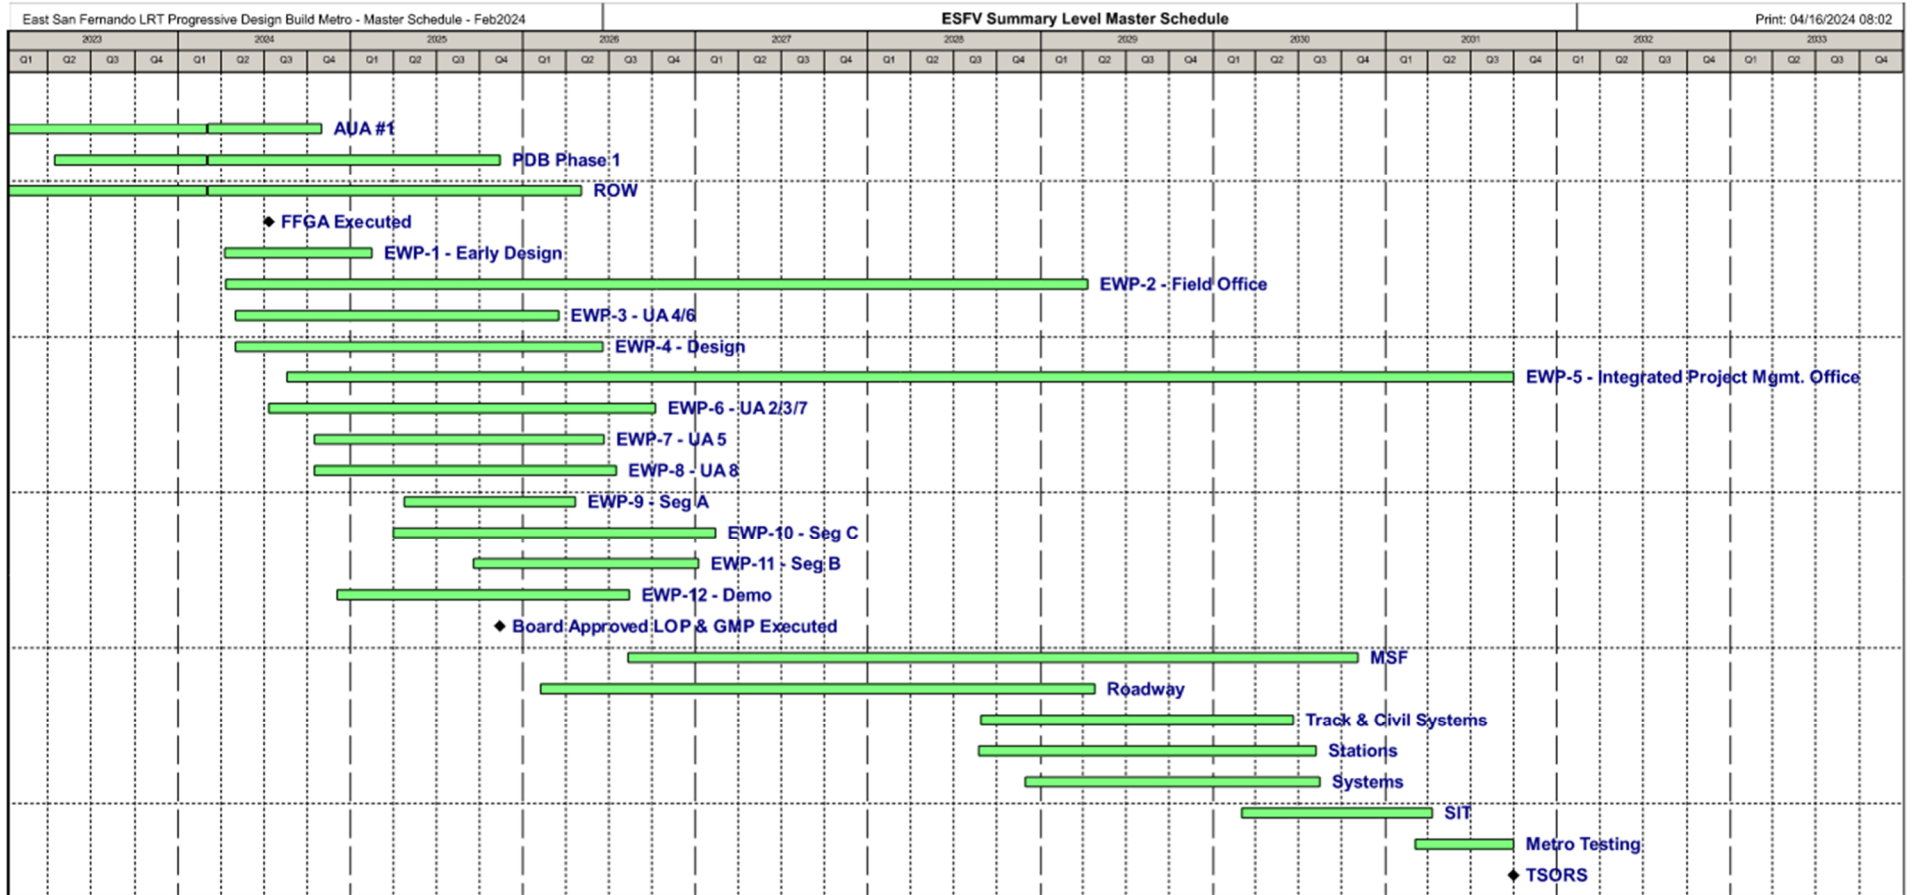 East San Fernando LRT Progressive Design Build Metro - Master Schedule - Feb2024
ESFV Summary Level Master Schedule
Print: 04/16/2024 08:02
2023 2024 2025 2026 2027 2028 2029 2030 2031 2032 2033
Q1 Q2 Q3 Q4 Q1 Q2 Q3 Q4 Q1 Q2 Q3 Q4 Q1 Q2 Q3 Q4 Q1 Q2 Q3 Q4 Q1 Q2 Q3 Q4 Q1 Q2 Q3 Q4 Q1 Q2 Q3 Q4 Q1 Q2 Q3 Q4 Q1 Q2 Q3 Q4 Q1 Q2 Q3 Q4
AUA #1
PDB Phase 1
ROW
FFGA Executed
EWP-1 - Early Design
EWP-2 - Field Office
EWP-3 - UA 4/6
EWP-4 - Design
EWP-5 - Integrated Project Mgmt. Office
EWP-6 - UA 2/3/7
EWP-7 - UA 5
EWP-8 - UA 8
EWP-9 - Seg A
EWP-10 - Seg C
EWP-11 - Seg B
EWP-12 - Demo
Board Approved LOP & GMP Executed
MSF
Roadway
Track & Civil Systems
Stations
Systems
SIT
Metro Testing
TSORS